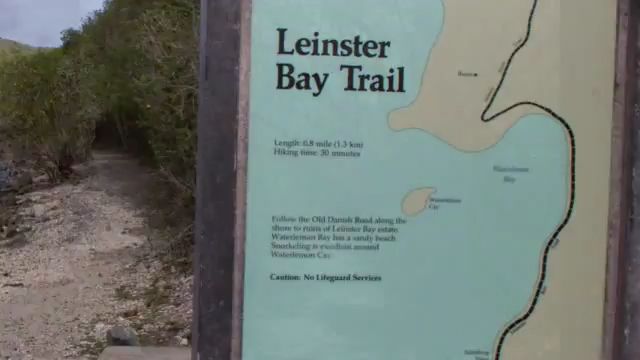 Leinster
Bay Trail
Length: 0.8 mile (1.3 km)
Hiking time: 30 minutes
Waterlemon
Bay
Waterlemon
Cay
Follow the Old Danish Road along the
shore to ruins of Leinster Bay estate.
Waterlemon Bay has a sandy beach
Snorkeling is excellent around
Waterlemon Cay.
Caution: No Lifeguard Services